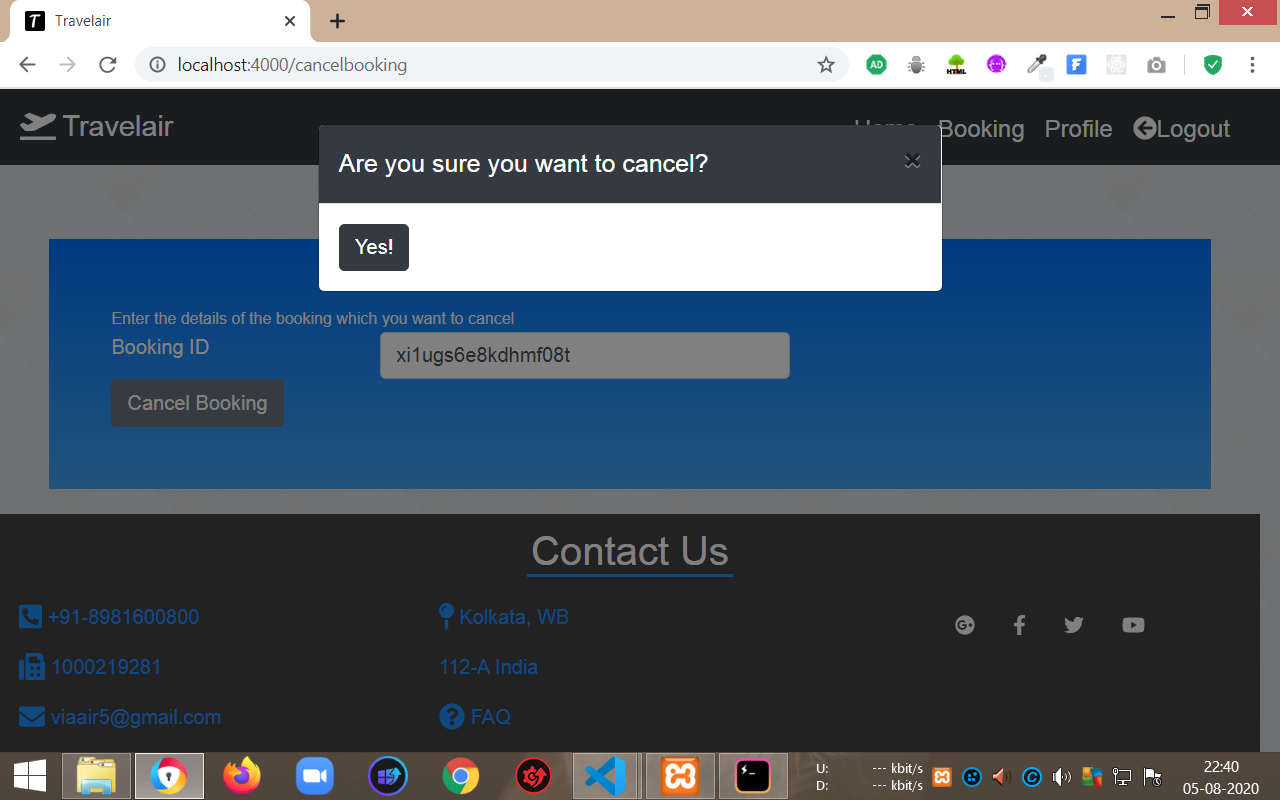 Travelair
localhost:4000/cancelbooking
AD
HTML
F
Travelair
Home Booking Profile Logout
Are you sure you want to cancel?
Yes!
Enter the details of the booking which you want to cancel
Booking ID xi1ugs6e8kdhmf08t
Cancel Booking
Contact Us
+91-8981600800 Kolkata, WB
1000219281 112-A India
viaair5@gmail.com FAQ
U: --- kbit/s
D: --- kbit/s
22:40
05-08-2020